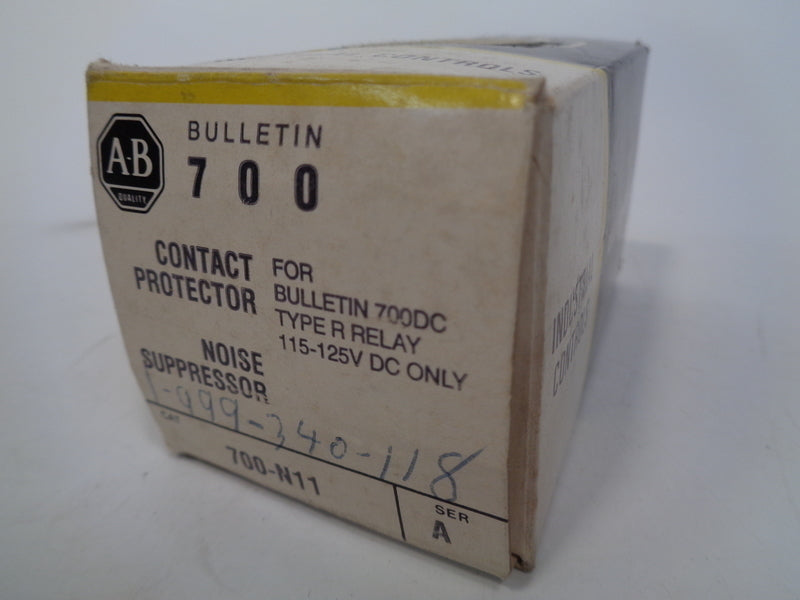 CONTROLS
A-B
QUALITY
BULLETIN
700
CONTACT
PROTECTOR
FOR
BULLETIN 700DC
TYPE R RELAY
115-125V DC ONLY
NOISE
SUPPRESSOR
1-999-340-118
CAT
700-N11
SER
A
INDUSTRIAL
CONTROLS